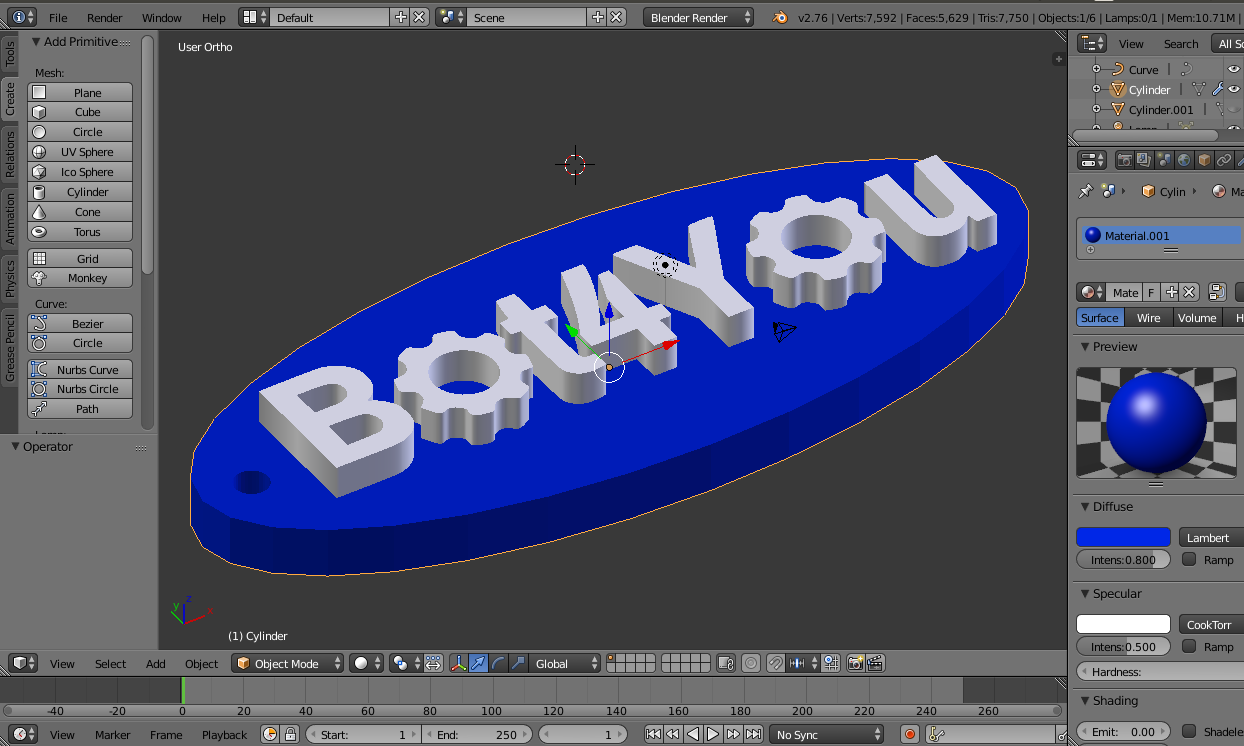 File Render Window Help Default Scene Blender Render v2.76 | Verts:7,592 | Faces:5,629 | Tris:7,750 | Objects:1/6 | Lamps:0/1 | Mem:10.71M |
Tools
Create
Relations
Animation
Physics
Grease Pencil
Add Primitive
Mesh:
Plane
Cube
Circle
UV Sphere
Ico Sphere
Cylinder
Cone
Torus
Grid
Monkey
Curve:
Bezier
Circle
Nurbs Curve
Nurbs Circle
Path
Operator
User Ortho
Bot4You
z
y
x
(1) Cylinder
View Select Add Object Object Mode Global
-40 -20 0 20 40 60 80 100 120 140 160 180 200 220 240 260
View Marker Frame Playback Start: 1 End: 250 1 No Sync
View Search All Sc
Curve
Cylinder
Cylinder.001
Cylin Ma
Material.001
Mate F
Surface Wire Volume H
Preview
Diffuse
Lambert
Intens:0.800 Ramp
Specular
CookTorr
Intens:0.500 Ramp
Hardness:
Shading
Emit: 0.00 Shadele